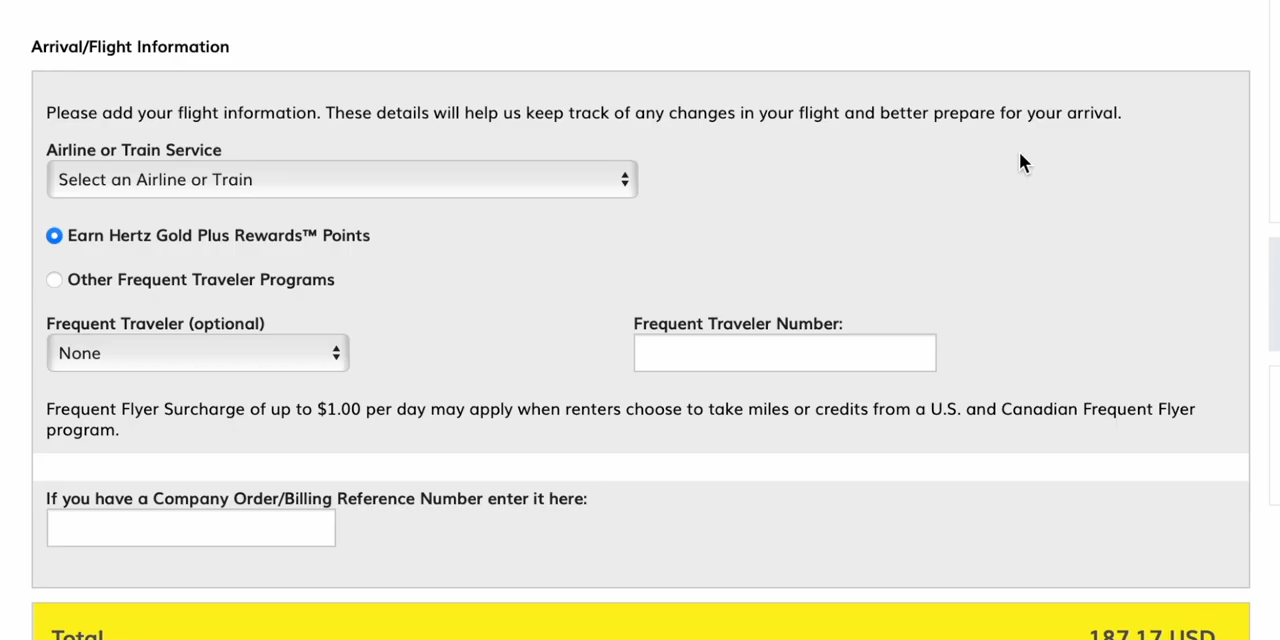 Arrival/Flight Information
Please add your flight information. These details will help us keep track of any changes in your flight and better prepare for your arrival.
Airline or Train Service
Select an Airline or Train
Earn Hertz Gold Plus Rewards™ Points
Other Frequent Traveler Programs
Frequent Traveler (optional)
Frequent Traveler Number:
None
Frequent Flyer Surcharge of up to $1.00 per day may apply when renters choose to take miles or credits from a U.S. and Canadian Frequent Flyer
program.
If you have a Company Order/Billing Reference Number enter it here:
Total 187.17 USD